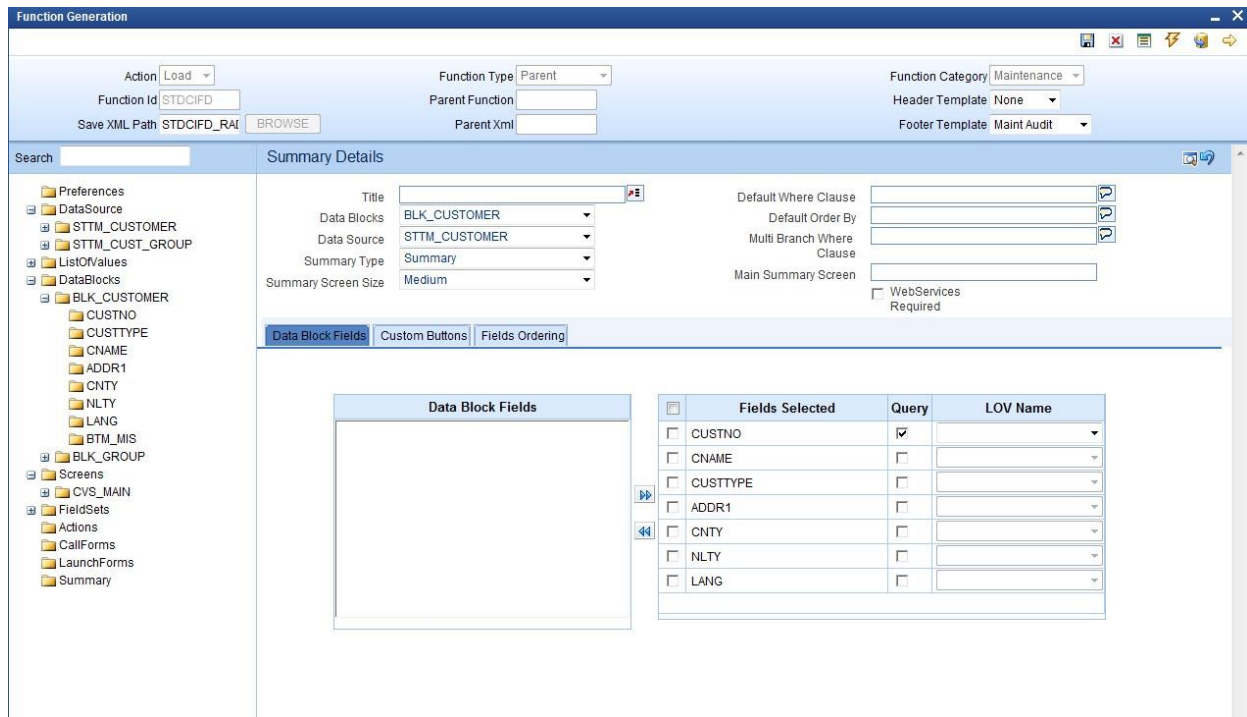 Function Generation
Action Load
Function Type Parent
Function Category Maintenance
Function Id STDCIFD
Parent Function
Header Template None
Save XML Path STDCIFD_RAD BROWSE
Parent Xml
Footer Template Maint Audit
Search
Summary Details
Preferences
DataSource
STTM_CUSTOMER
STTM_CUST_GROUP
ListOfValues
DataBlocks
BLK_CUSTOMER
CUSTNO
CUSTTYPE
CNAME
ADDR1
CNTY
NLTY
LANG
BTM_MIS
BLK_GROUP
Screens
CVS_MAIN
FieldSets
Actions
CallForms
LaunchForms
Summary
Title
Data Blocks BLK_CUSTOMER
Data Source STTM_CUSTOMER
Summary Type Summary
Summary Screen Size Medium
Default Where Clause
Default Order By
Multi Branch Where
Clause
Main Summary Screen
WebServices
Required
Data Block Fields Custom Buttons Fields Ordering
Data Block Fields
Fields Selected Query LOV Name
CUSTNO
CNAME
CUSTTYPE
ADDR1
CNTY
NLTY
LANG